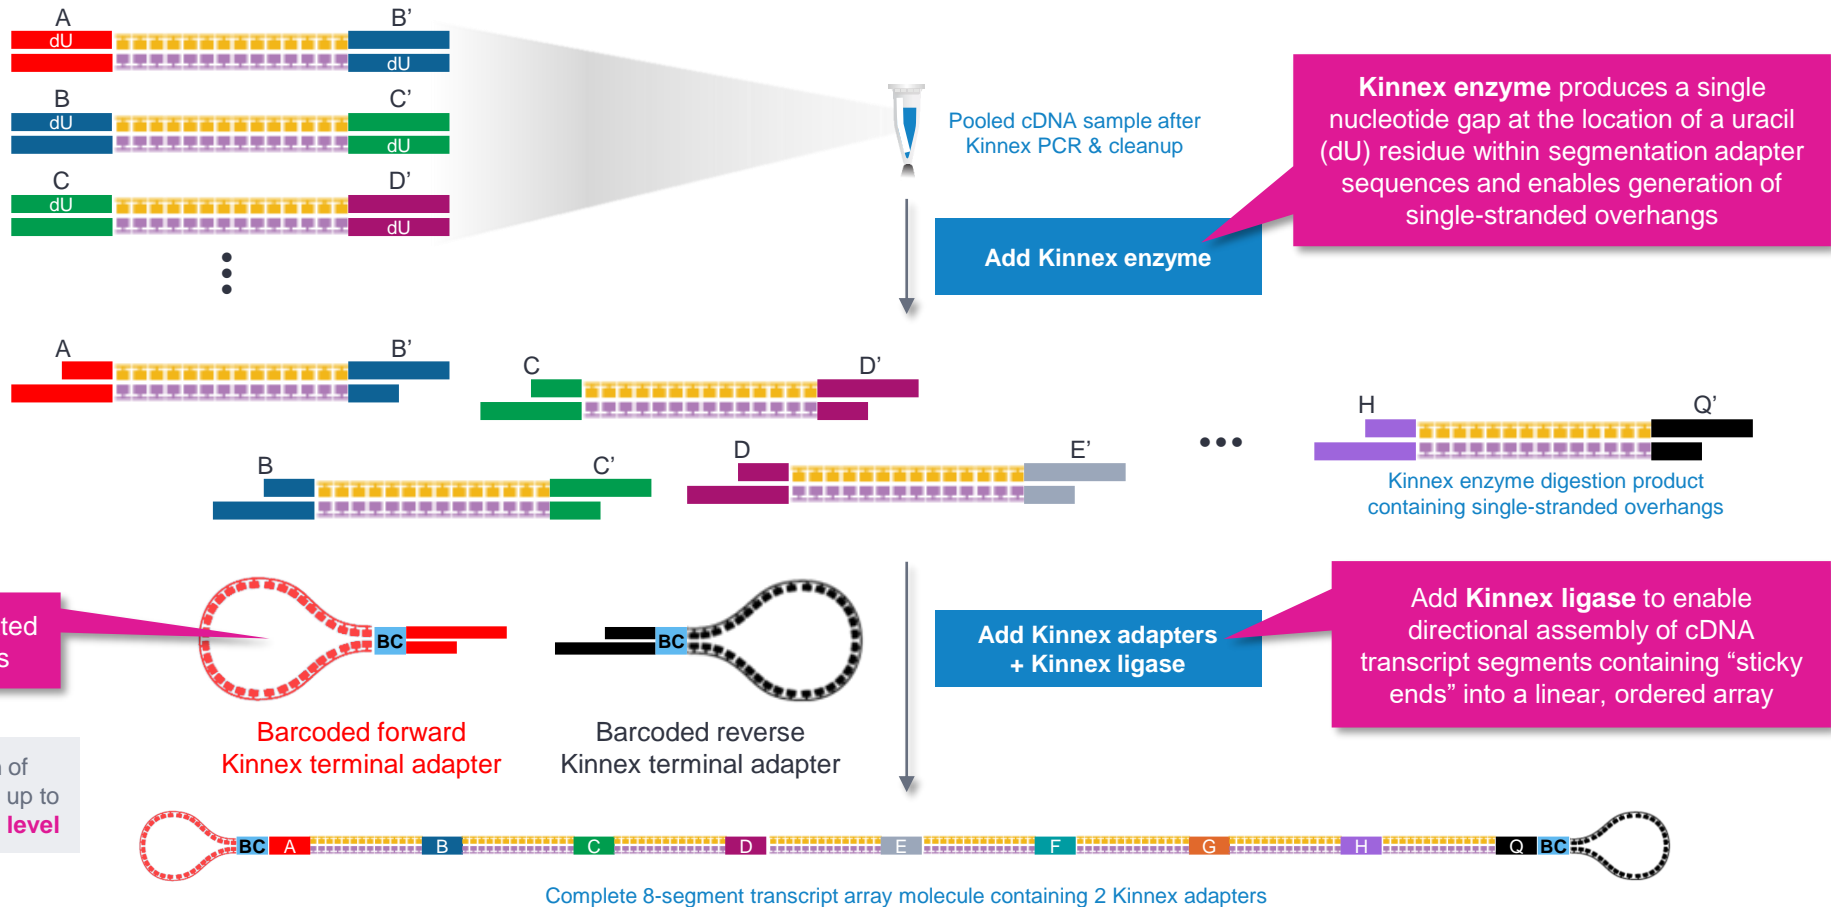 A B’
dU
dU
B C’
dU
dU
C D’
dU
dU
Pooled cDNA sample after
Kinnex PCR & cleanup
Kinnex enzyme produces a single
nucleotide gap at the location of a uracil
(dU) residue within segmentation adapter
sequences and enables generation of
single-stranded overhangs
Add Kinnex enzyme
A B’
C D’
B C’
D E’
H Q’
Kinnex enzyme digestion product
containing single-stranded overhangs
BC
BC
Barcoded forward
Kinnex terminal adapter
Barcoded reverse
Kinnex terminal adapter
Add Kinnex adapters
+ Kinnex ligase
Add Kinnex ligase to enable
directional assembly of cDNA
transcript segments containing “sticky
ends” into a linear, ordered array
of
up to
level
BC A B C D E F G H Q BC
Complete 8-segment transcript array molecule containing 2 Kinnex adapters